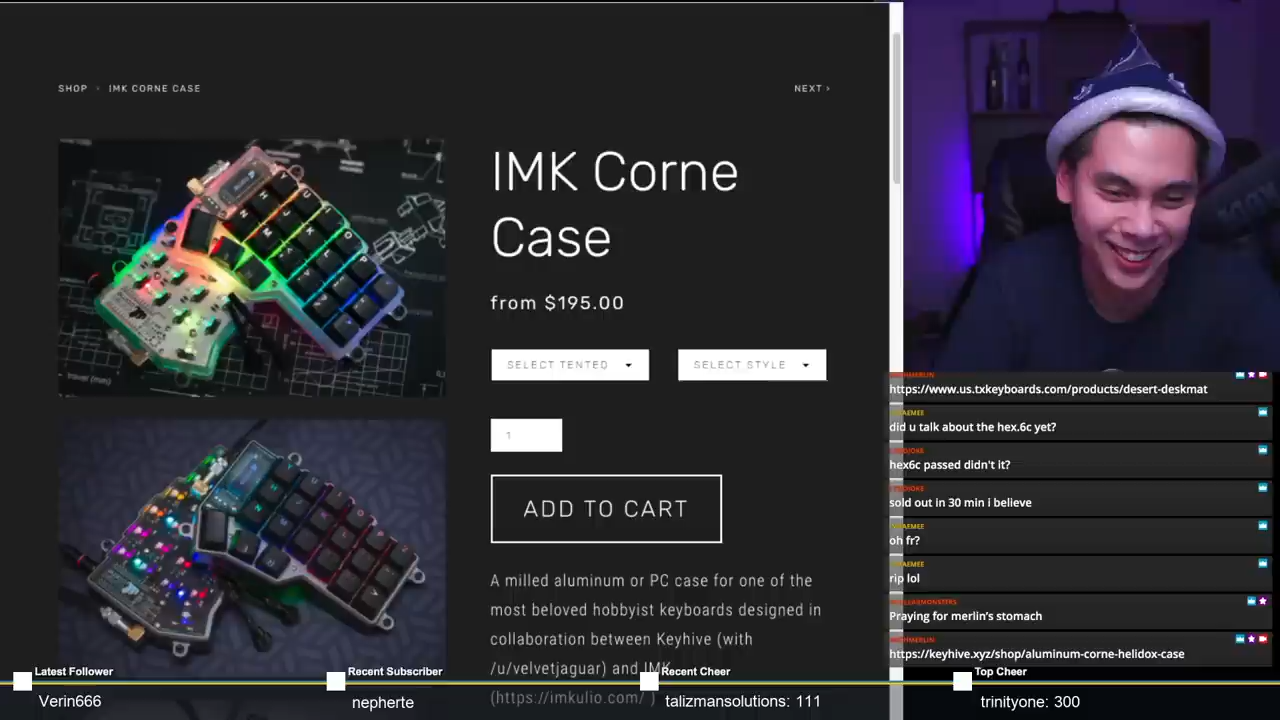 SHOP › IMK CORNE CASE
NEXT ›
IMK Corne
Case
from $195.00
SELECT TENTED
SELECT STYLE
1
ADD TO CART
A milled aluminum or PC case for one of the
most beloved hobbyist keyboards designed in
collaboration between Keyhive (with
/u/velvetjaguar) and IMK
(https://imkulio.com/ )
https://www.us.txkeyboards.com/products/desert-deskmat
did u talk about the hex.6c yet?
hex6c passed didn't it?
sold out in 30 min i believe
oh fr?
rip lol
Praying for merlin's stomach
https://keyhive.xyz/shop/aluminum-corne-helidox-case
Latest Follower
Verin666
Recent Subscriber
nepherte
Recent Cheer
talizmansolutions: 111
Top Cheer
trinityone: 300